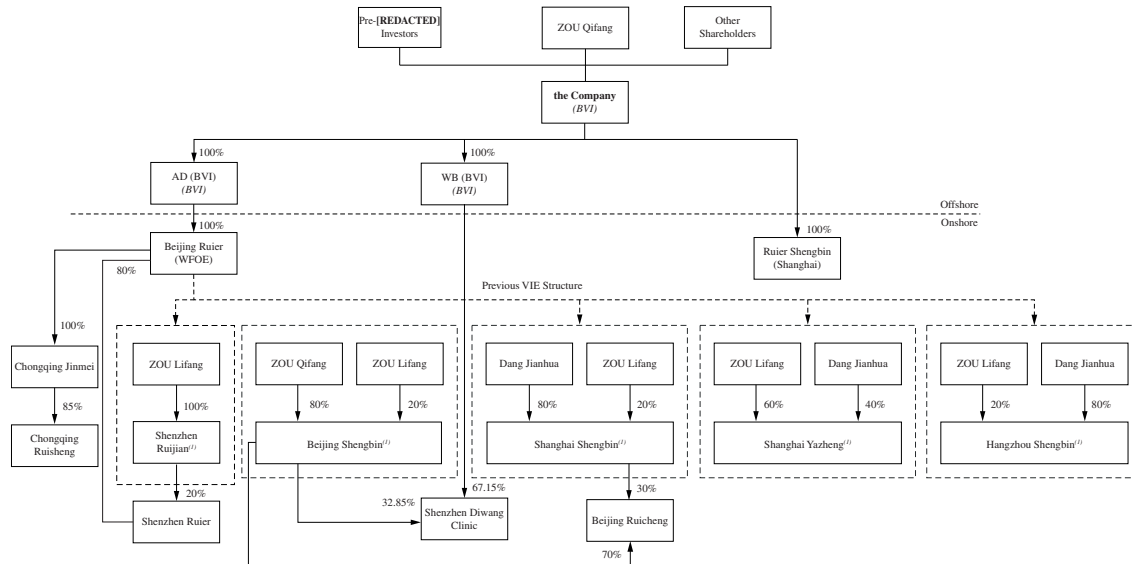 Pre-[REDACTED]
Investors
ZOU Qifang
Other
Shareholders
the Company
(BVI)
100%
100%
AD (BVI)
(BVI)
WB (BVI)
(BVI)
Offshore
Onshore
100%
100%
Beijing Ruier
(WFOE)
Ruier Shengbin
(Shanghai)
80%
Previous VIE Structure
100%
Chongqing Jinmei
ZOU Lifang
ZOU Qifang
ZOU Lifang
Dang Jianhua
ZOU Lifang
ZOU Lifang
Dang Jianhua
ZOU Lifang
Dang Jianhua
85%
100%
80%
20%
80%
20%
60%
40%
20%
80%
Chongqing
Ruisheng
Shenzhen
Ruijian(1)
Beijing Shengbin(1)
Shanghai Shengbin(1)
Shanghai Yazheng(1)
Hangzhou Shengbin(1)
20%
32.85%
67.15%
30%
Shenzhen Ruier
Shenzhen Diwang
Clinic
Beijing Ruicheng
70%